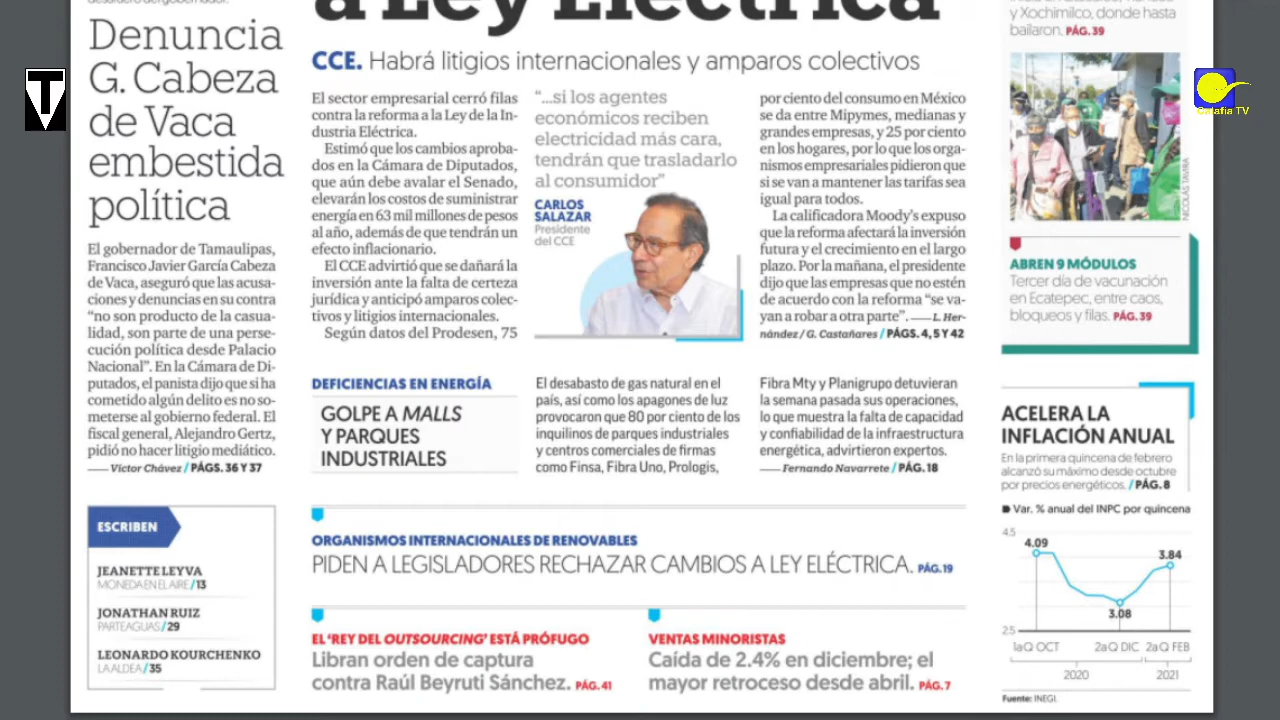 a Ley Eléctrica
Denuncia
G. Cabeza
de Vaca
embestida
política
El gobernador de Tamaulipas,
Francisco Javier García Cabeza
de Vaca, aseguró que las acusa-
ciones y denuncias en su contra
“no son producto de la casua-
lidad, son parte de una perse-
cución política desde Palacio
Nacional”. En la Cámara de Di-
putados, el panista dijo que si ha
cometido algún delito es no so-
meterse al gobierno federal. El
fiscal general, Alejandro Gertz,
pidió no hacer litigio mediático.
Víctor Chávez / PÁGS. 36 Y 37
ESCRIBEN
JEANETTE LEYVA
MONEDA EN EL AIRE / 13
JONATHAN RUIZ
PARTEAGUAS / 29
LEONARDO KOURCHENKO
LA ALDEA / 35
CCE. Habrá litigios internacionales y amparos colectivos
El sector empresarial cerró filas
contra la reforma a la Ley de la In-
dustria Eléctrica.
Estimó que los cambios aproba-
dos en la Cámara de Diputados,
que aún debe avalar el Senado,
elevarán los costos de suministrar
energía en 63 mil millones de pesos
al año, además de que tendrán un
efecto inflacionario.
El CCE advirtió que se dañará la
inversión ante la falta de certeza
jurídica y anticipó amparos colec-
tivos y litigios internacionales.
Según datos del Prodesen, 75
“...si los agentes
económicos reciben
electricidad más cara,
tendrán que trasladarlo
al consumidor”
CARLOS
SALAZAR
Presidente
del CCE
por ciento del consumo en México
se da entre Mipymes, medianas y
grandes empresas, y 25 por ciento
en los hogares, por lo que los orga-
nismos empresariales pidieron que
si se van a mantener las tarifas sea
igual para todos.
La calificadora Moody's expuso
que la reforma afectará la inversión
futura y el crecimiento en el largo
plazo. Por la mañana, el presidente
dijo que las empresas que no estén
de acuerdo con la reforma “se va-
yan a robar a otra parte”. L. Her-
nández / G. Castañares / PÁGS. 4, 5 Y 42
DEFICIENCIAS EN ENERGÍA
GOLPE A MALLS
Y PARQUES
INDUSTRIALES
El desabasto de gas natural en el
país, así como los apagones de luz
provocaron que 80 por ciento de los
inquilinos de parques industriales
y centros comerciales de firmas
como Finsa, Fibra Uno, Prologis,
Fibra Mty y Planigrupo detuvieran
la semana pasada sus operaciones,
lo que muestra la falta de capacidad
y confiabilidad de la infraestructura
energética, advirtieron expertos.
Fernando Navarrete / PÁG. 18
ORGANISMOS INTERNACIONALES DE RENOVABLES
PIDEN A LEGISLADORES RECHAZAR CAMBIOS A LEY ELÉCTRICA. PÁG. 19
EL ‘REY DEL OUTSOURCING’ ESTÁ PRÓFUGO
Libran orden de captura
contra Raúl Beyruti Sánchez. PÁG. 41
VENTAS MINORISTAS
Caída de 2.4% en diciembre; el
mayor retroceso desde abril. PÁG. 7
y Xochimilco, donde hasta
bailaron. PÁG. 39
NICOLÁS TAVIRA
ABREN 9 MÓDULOS
Tercer día de vacunación
en Ecatepec, entre caos,
bloqueos y filas. PÁG. 39
ACELERA LA
INFLACIÓN ANUAL
En la primera quincena de febrero
alcanzó su máximo desde octubre
por precios energéticos. / PÁG. 8
Var. % anual del INPC por quincena
4.5
4.09
3.84
3.08
2.5
1a Q OCT 2a Q DIC 2a Q FEB
2020 2021
Fuente: INEGI.
Calafia TV